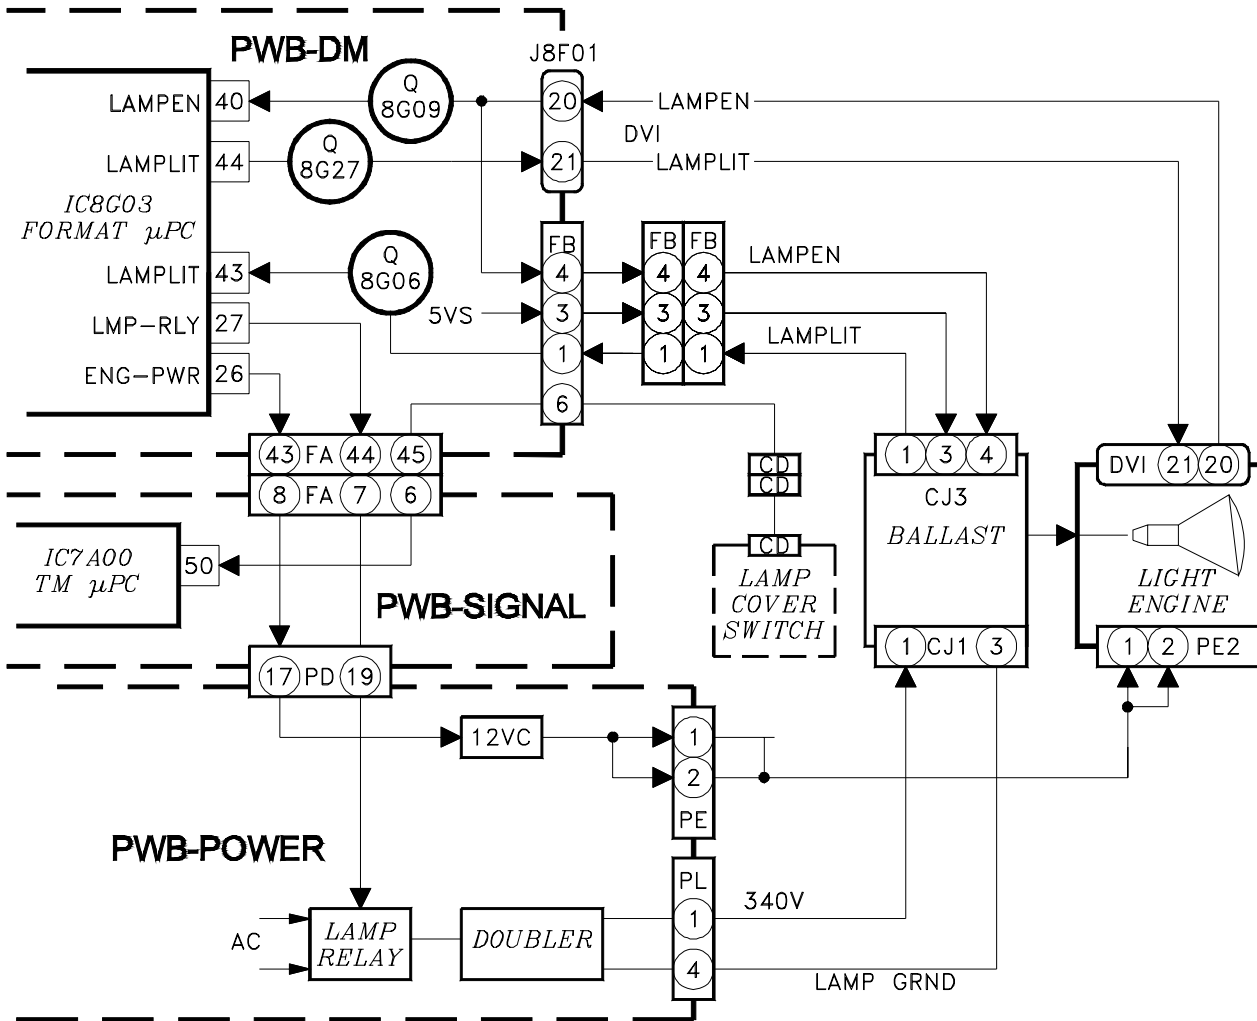 PWB-DM
J8F01
LAMPEN 40 Q 8G09 20 LAMPEN
DVI
LAMPLIT 44 Q 8G27 21 LAMPLIT
IC8G03
FORMAT µPC
FB FB FB
LAMPEN
LAMPLIT 43 Q 8G06 4 4 4
LMP-RLY 27 5VS 3 3 3
LAMPLIT
1 1 1
ENG-PWR 26
6
43 FA 44 45
8 FA 7 6
CD
CD
1 3 4
CJ3
BALLAST
DVI 21 20
IC7A00
TM µPC
50
CD
LAMP
COVER
SWITCH
LIGHT
ENGINE
PWB-SIGNAL
1 CJ1 3
1 2 PE2
17 PD 19
12VC
1
2
PE
PWB-POWER
PL
340V
1
AC
LAMP
RELAY
DOUBLER
4
LAMP GRND